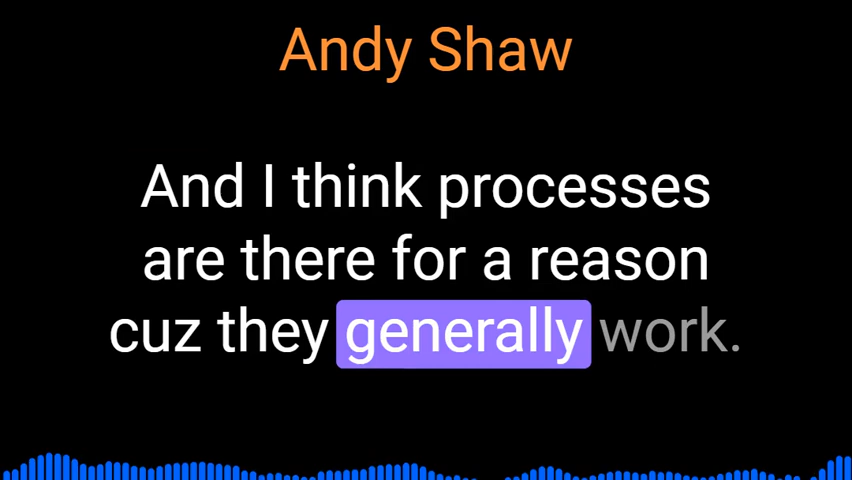 Andy Shaw
And I think processes
are there for a reason
cuz they generally work.